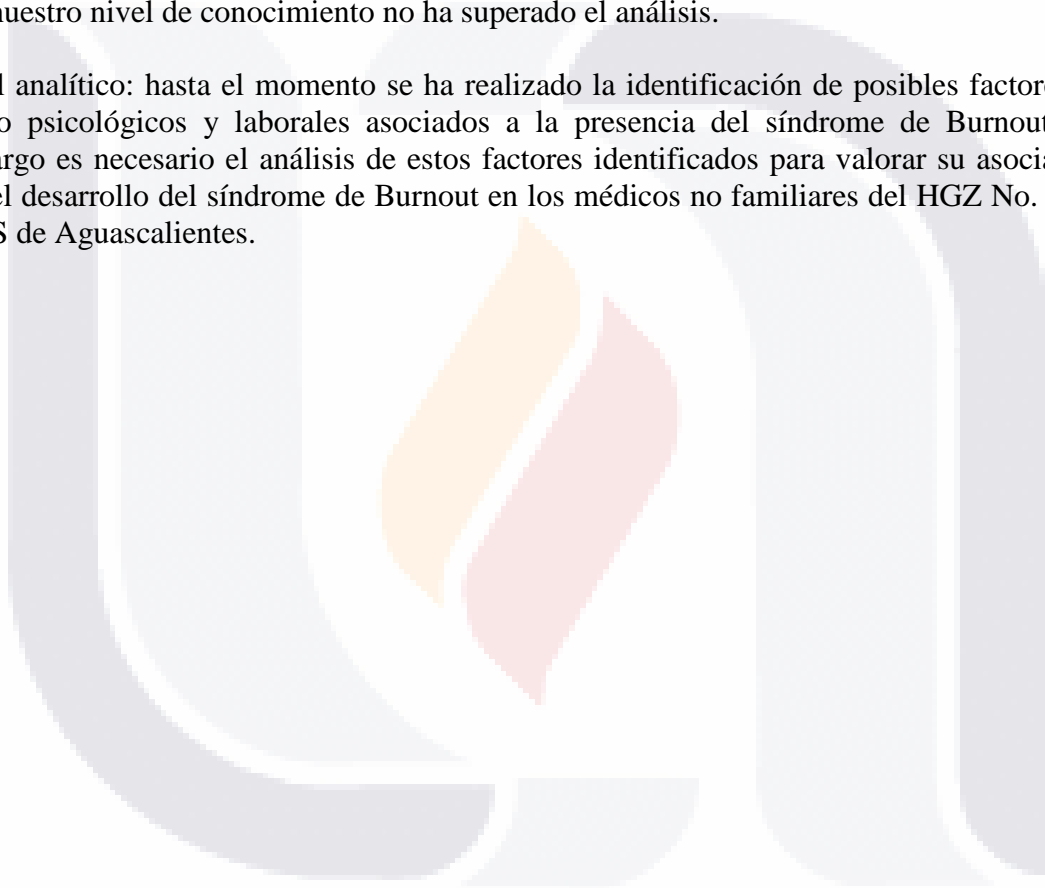 nuestro nivel de conocimiento no ha superado el análisis.
l analítico: hasta el momento se ha realizado la identificación de posibles factor
o psicológicos y laborales asociados a la presencia del síndrome de Burnout
argo es necesario el análisis de estos factores identificados para valorar su asocia
el desarrollo del síndrome de Burnout en los médicos no familiares del HGZ No.
S de Aguascalientes.